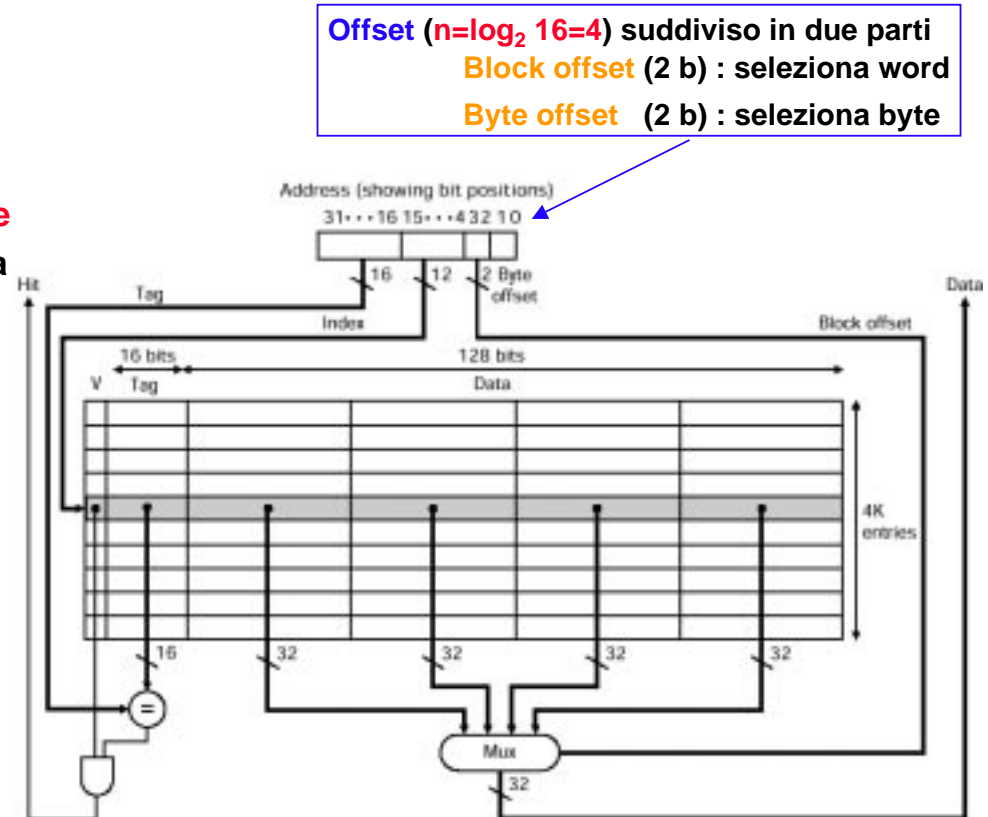 Offset (n=log2 16=4) suddiviso in due parti
Block offset (2 b) : seleziona word
Byte offset (2 b) : seleziona byte
e
a
Address (showing bit positions)
31 • • • 16 15 • • • 4 3 2 1 0
16 12 2 Byte offset
Hit
Tag
Data
Index
Block offset
16 bits
128 bits
V
Tag
Data
4K
entries
16
32
32
32
32
=
Mux
32